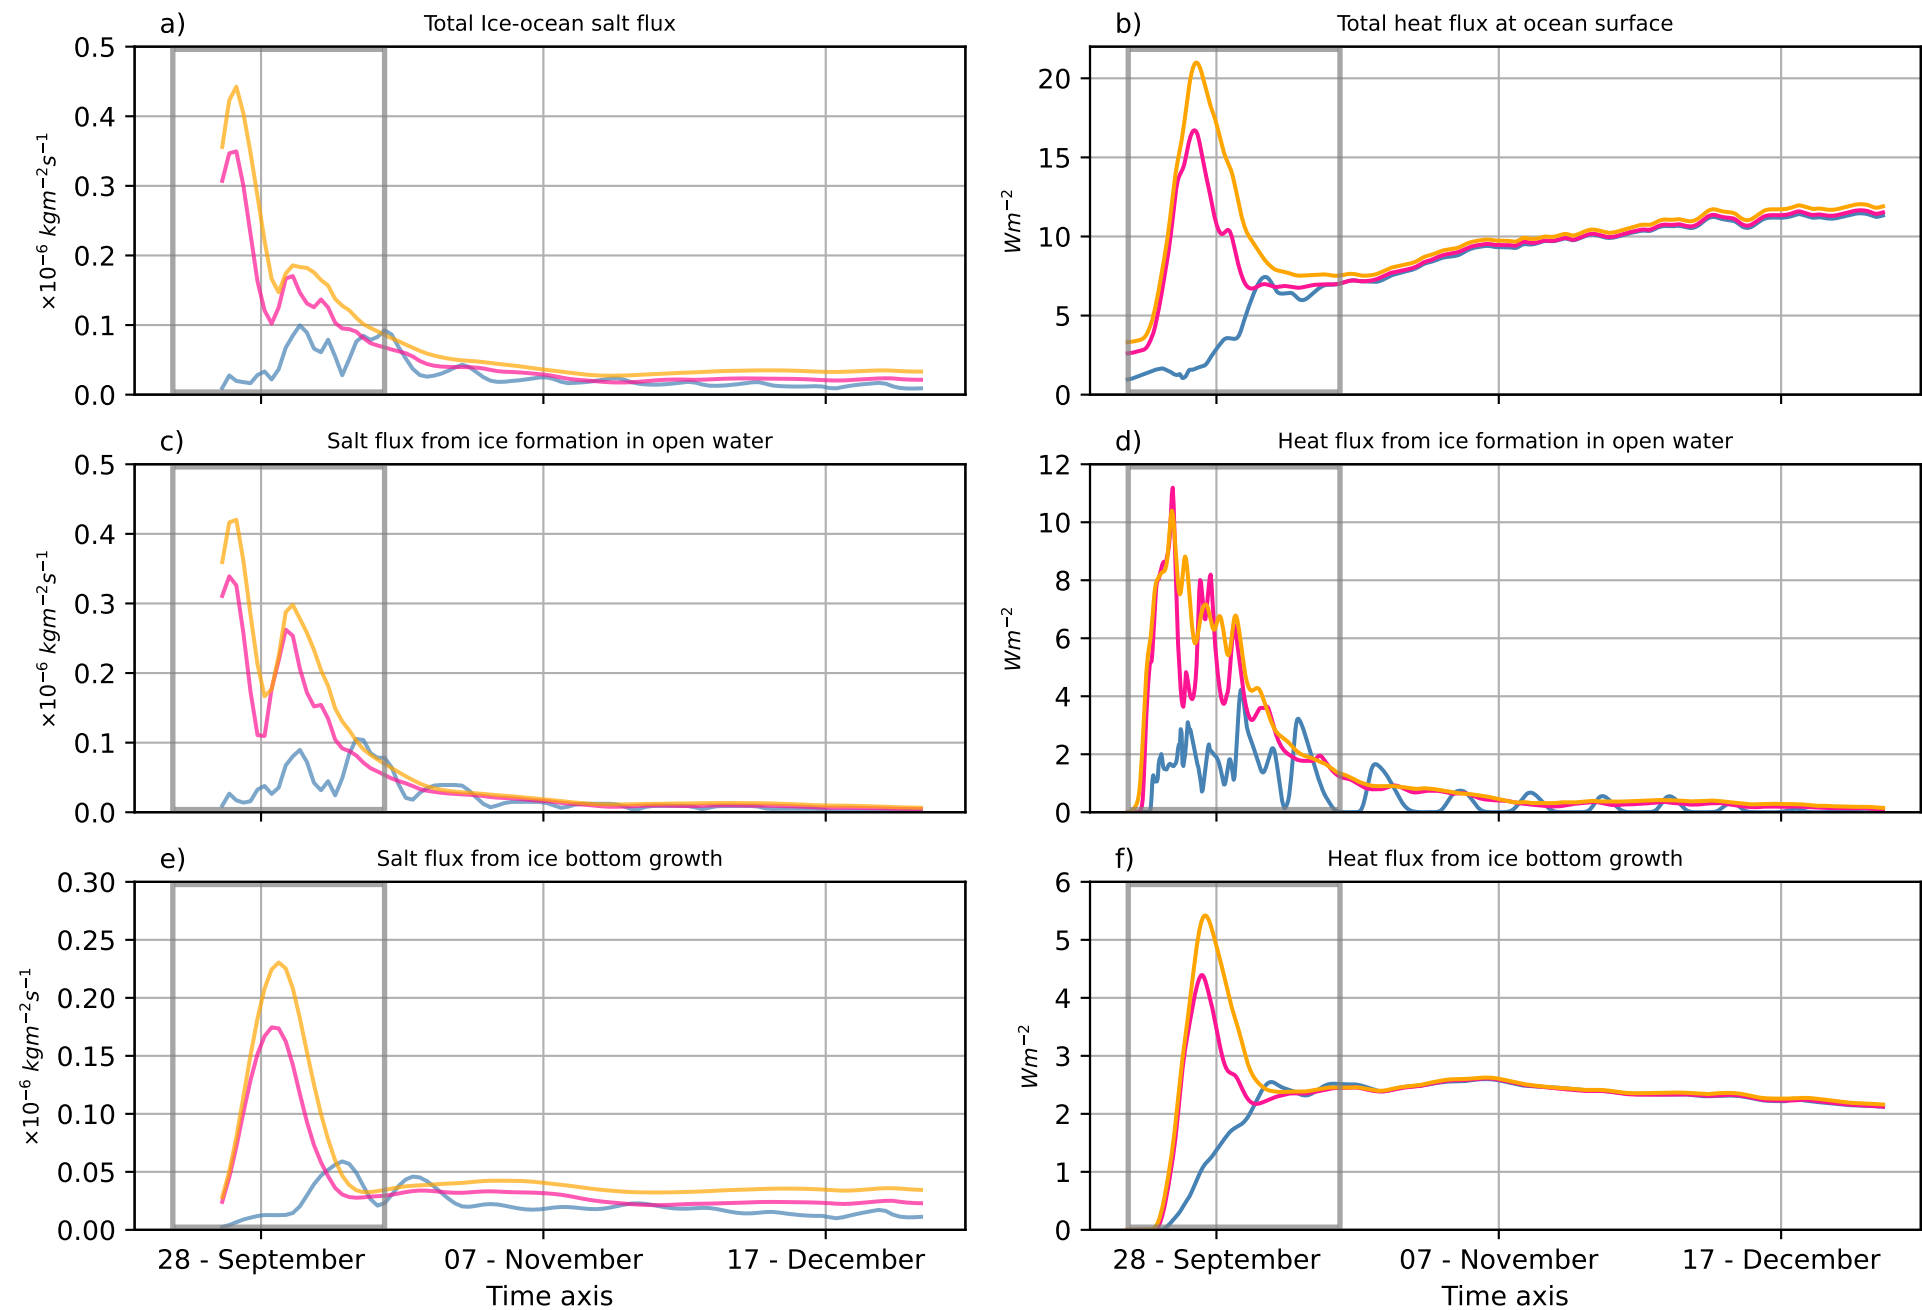 a) Total Ice-ocean salt flux
0.5
0.4
0.3
0.2
0.1
0.0
×10⁻⁶ kgm⁻²s⁻¹
b) Total heat flux at ocean surface
20
15
10
5
0
Wm⁻²
c) Salt flux from ice formation in open water
0.5
0.4
0.3
0.2
0.1
0.0
×10⁻⁶ kgm⁻²s⁻¹
d) Heat flux from ice formation in open water
12
10
8
6
4
2
0
Wm⁻²
e) Salt flux from ice bottom growth
0.30
0.25
0.20
0.15
0.10
0.05
0.00
×10⁻⁶ kgm⁻²s⁻¹
28 - September 07 - November 17 - December
Time axis
f) Heat flux from ice bottom growth
6
5
4
3
2
1
0
Wm⁻²
28 - September 07 - November 17 - December
Time axis